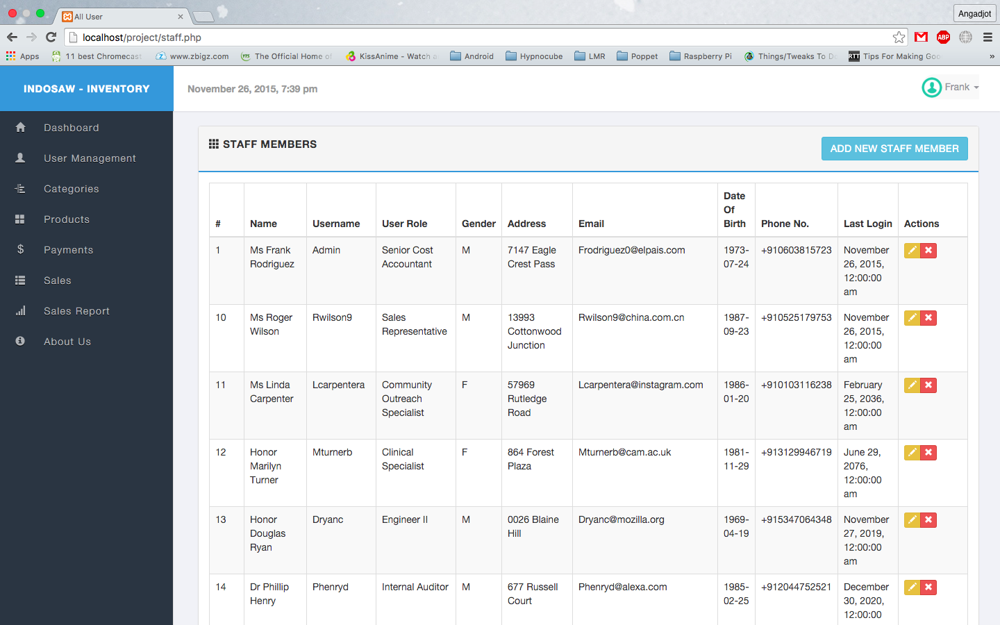 All User
Angadjot
localhost/project/staff.php
ABP
Apps
11 best Chromecast
www.zbigz.com
YTS
The Official Home of
KissAnime - Watch a
Android
Hypnocube
LMR
Poppet
Raspberry Pi
Things/Tweaks To Do
RTT
Tips For Making Goo
»
INDOSAW - INVENTORY
November 26, 2015, 7:39 pm
Frank
Dashboard
User Management
Categories
Products
$ Payments
Sales
Sales Report
About Us
STAFF MEMBERS
ADD NEW STAFF MEMBER
# Name Username User Role Gender Address Email Date Of Birth Phone No. Last Login Actions
1 Ms Frank Rodriguez Admin Senior Cost Accountant M 7147 Eagle Crest Pass Frodriguez0@elpais.com 1973-07-24 +910603815723 November 26, 2015, 12:00:00 am
10 Ms Roger Wilson Rwilson9 Sales Representative M 13993 Cottonwood Junction Rwilson9@china.com.cn 1987-09-23 +910525179753 November 26, 2015, 12:00:00 am
11 Ms Linda Carpenter Lcarpentera Community Outreach Specialist F 57969 Rutledge Road Lcarpentera@instagram.com 1986-01-20 +910103116238 February 25, 2036, 12:00:00 am
12 Honor Marilyn Turner Mturnerb Clinical Specialist F 864 Forest Plaza Mturnerb@cam.ac.uk 1981-11-29 +913129946719 June 29, 2076, 12:00:00 am
13 Honor Douglas Ryan Dryanc Engineer II M 0026 Blaine Hill Dryanc@mozilla.org 1969-04-19 +915347064348 November 27, 2019, 12:00:00 am
14 Dr Phillip Henry Phenryd Internal Auditor M 677 Russell Court Phenryd@alexa.com 1985-02-25 +912044752521 December 30, 2020, 12:00:00